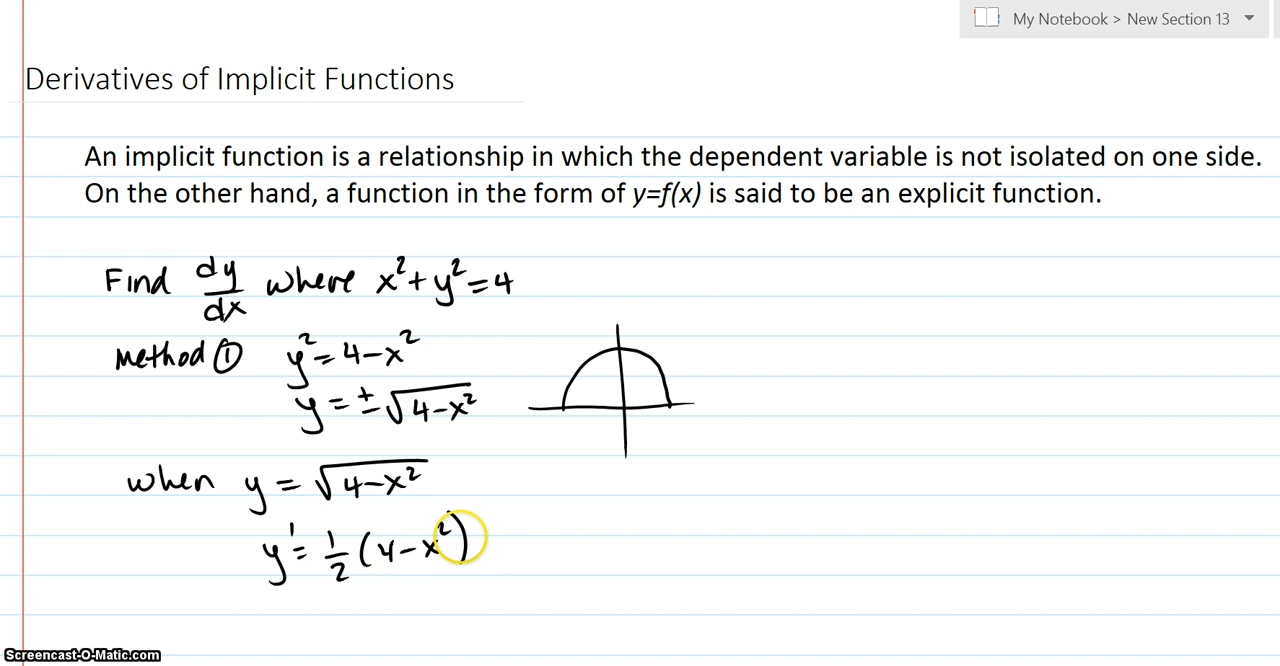 My Notebook > New Section 13
Derivatives of Implicit Functions
An implicit function is a relationship in which the dependent variable is not isolated on one side.
On the other hand, a function in the form of y=f(x) is said to be an explicit function.
Find dy/dx where x²+y²=4
Method ① y²=4-x²
y=±√(4-x²)
when y=√(4-x²)
y'=1/2(4-x²)
Screencast-O-Matic.com